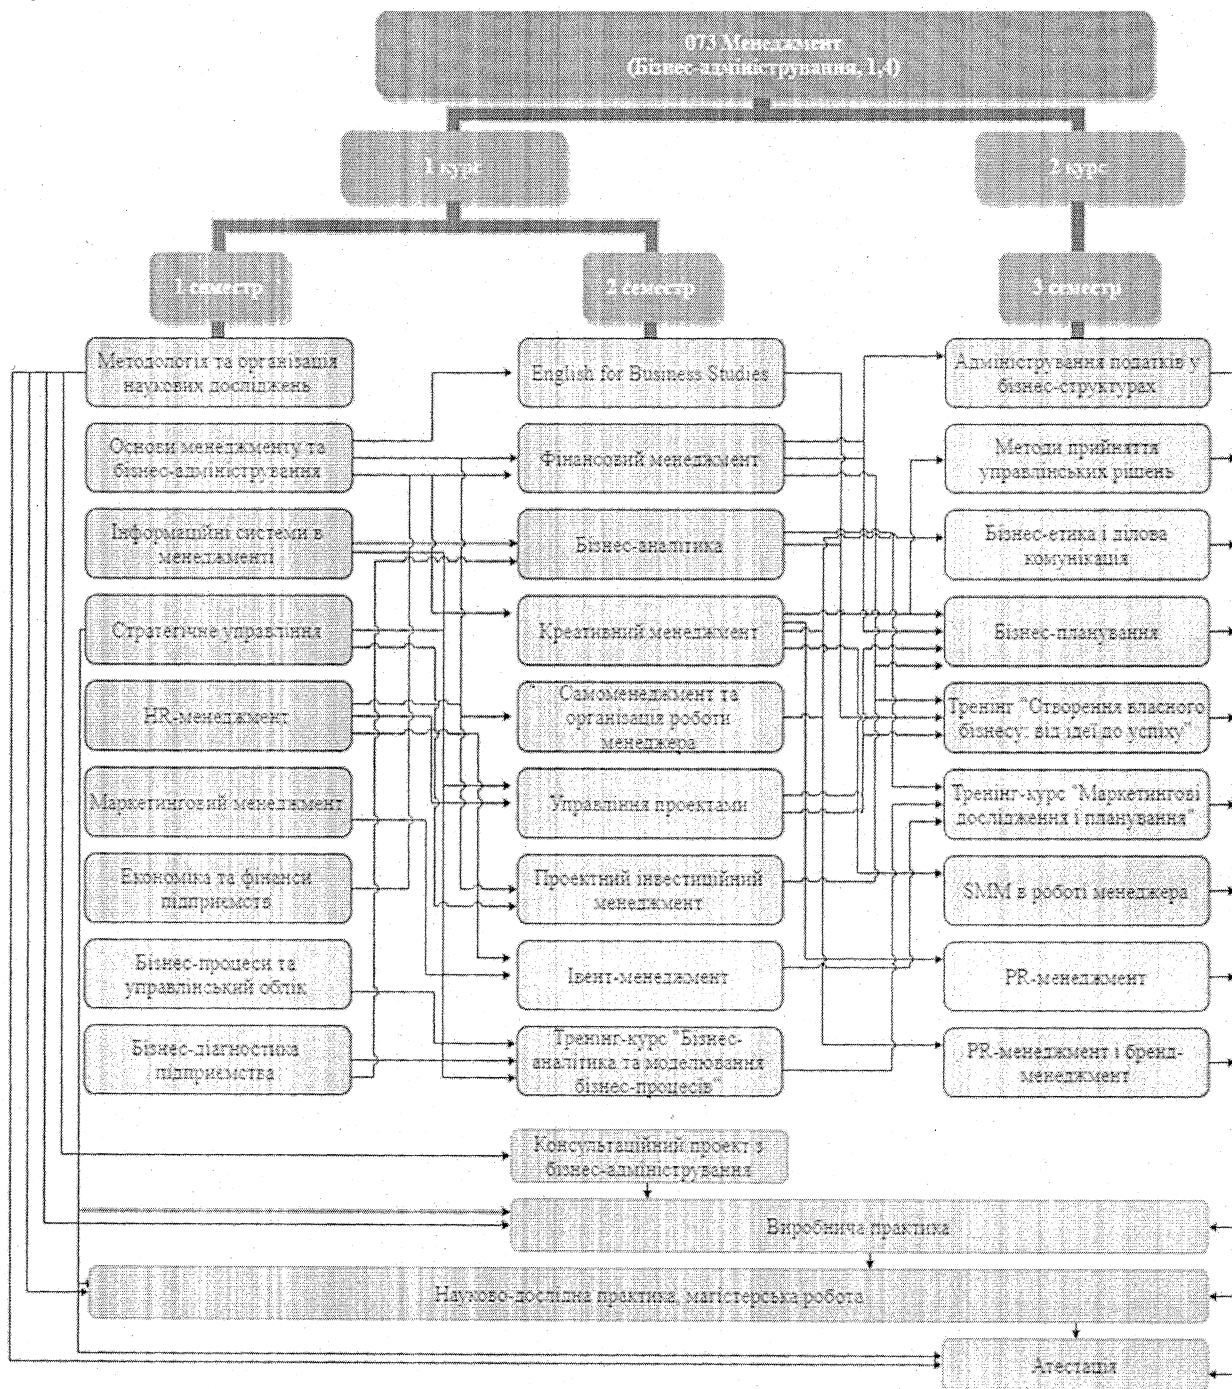 073 Менеджмент
(Бізнес-адміністрування, 1,4)
1 курс
2 курс
1 семестр
2 семестр
3 семестр
Методологія та організація
наукових досліджень
Основи менеджменту та
бізнес-адміністрування
Інформаційні системи в
менеджменті
Стратегічне управління
HR-менеджмент
Маркетинговий менеджмент
Економіка та фінанси
підприємств
Бізнес-процеси та
управлінський облік
Бізнес-діагностика
підприємства
English for Business Studies
Фінансовий менеджмент
Бізнес-аналітика
Креативний менеджмент
Самоменеджмент та
організація роботи
менеджера
Управління проектами
Проектний інвестиційний
менеджмент
Івент-менеджмент
Тренінг-курс "Бізнес-
аналітика та моделювання
бізнес-процесів"
Адміністрування податків у
бізнес-структурах
Методи прийняття
управлінських рішень
Бізнес-етика і ділова
комунікація
Бізнес-планування
Тренінг "Отворення власного
бізнесу: від ідеї до успіху"
Тренінг-курс "Маркетингові
дослідження і планування"
SMM в роботі менеджера
PR-менеджмент
PR-менеджмент і бренд-
менеджмент
Консультаційний проект з
бізнес-адміністрування
Виробнича практика
Науково-дослідна практика, магістерська робота
Атестація